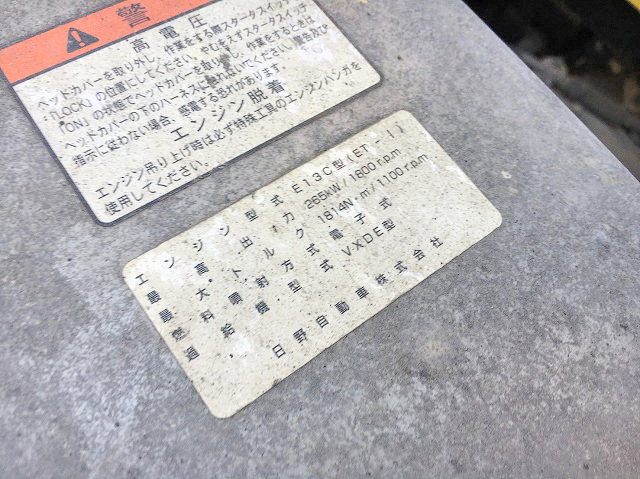 警
高電圧
ヘッドカバーを取り外し、作業をする際スタータスイッチ
「LOCK」の位置にしてください。やむをえずスタータスイッチ
「ON」の状態でヘッドカバーを取り外す、作業をするときは
ヘッドカバーの下のハーネスに触れないでください。警告及び
指示に従わない場合、感電する恐れがあります。
エンジン脱着
エンジン吊り上げ時は必ず特殊工具のエンジンハンガを
使用してください。
エンジン型式 E13C型(ET-I)
最高出力 265kW/1800r.p.m
最大トルク 1814N·m/1100r.p.m
燃料噴射方式 電子式
過給機型式 VXDE型
日野自動車株式会社